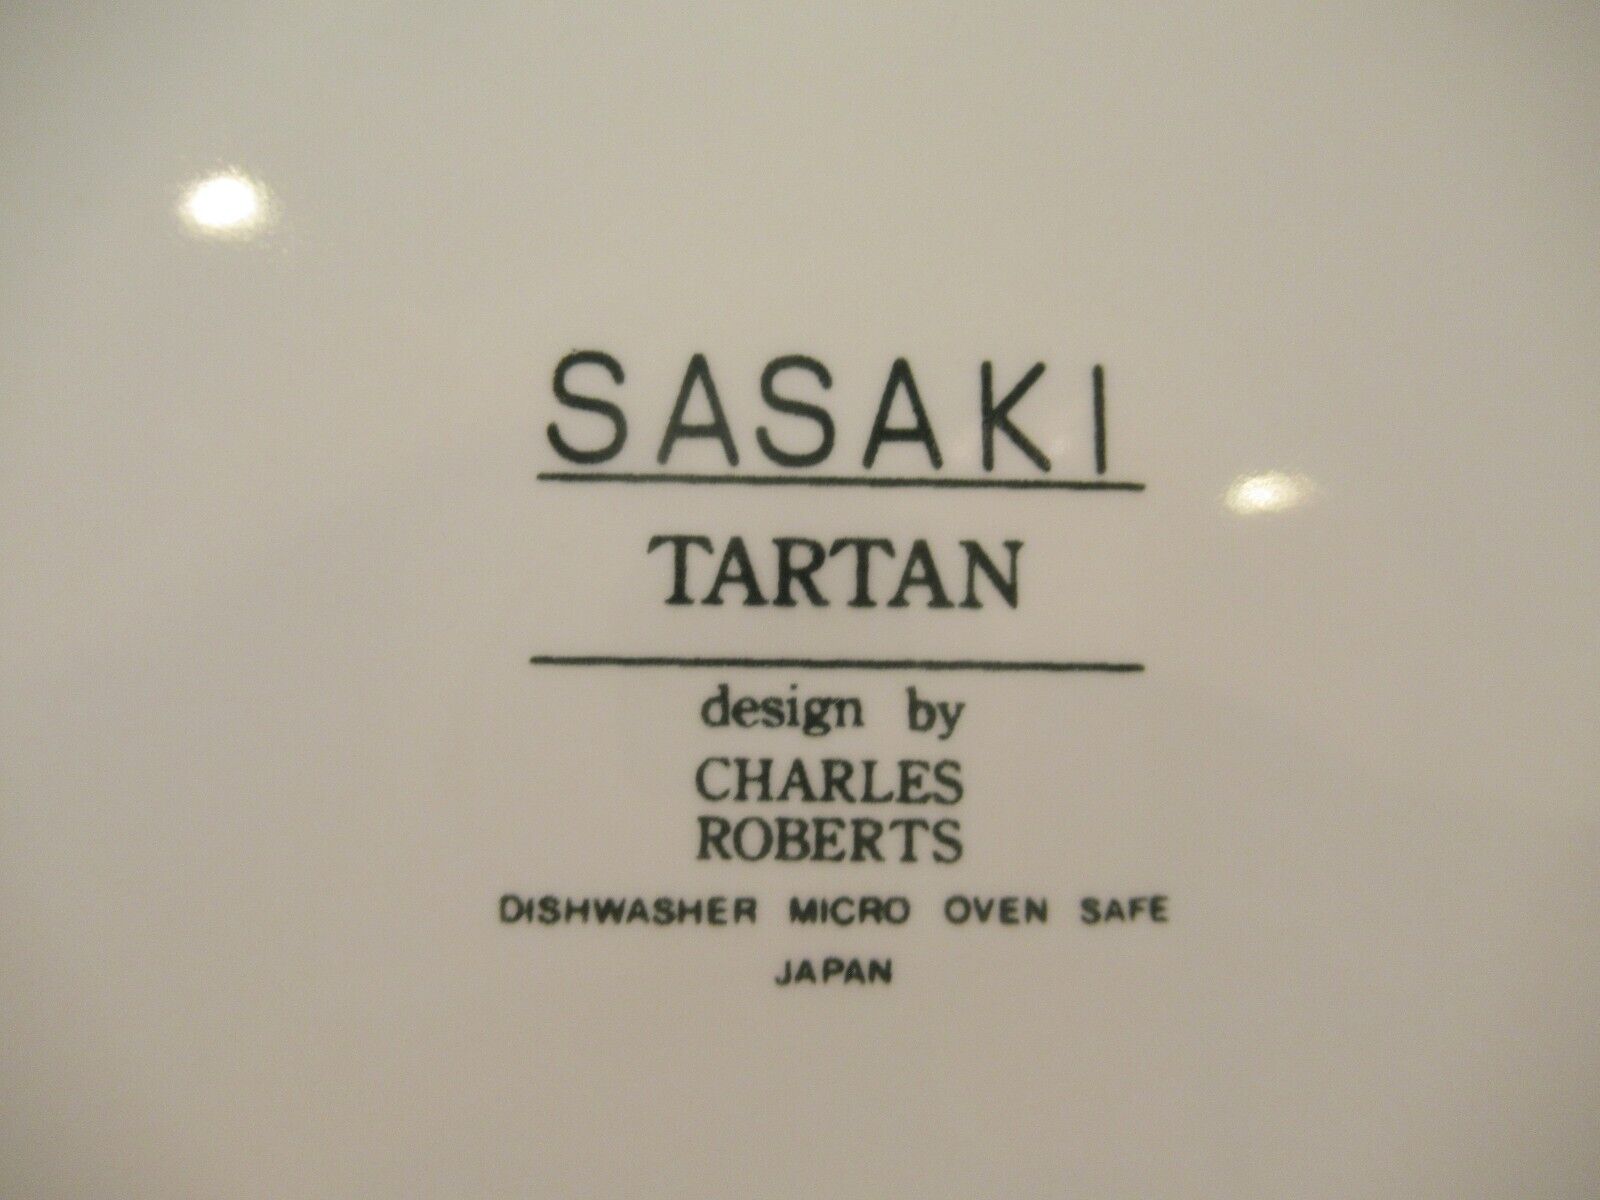 SASAKI
TARTAN
design by
CHARLES
ROBERTS
DISHWASHER MICRO OVEN SAFE
JAPAN